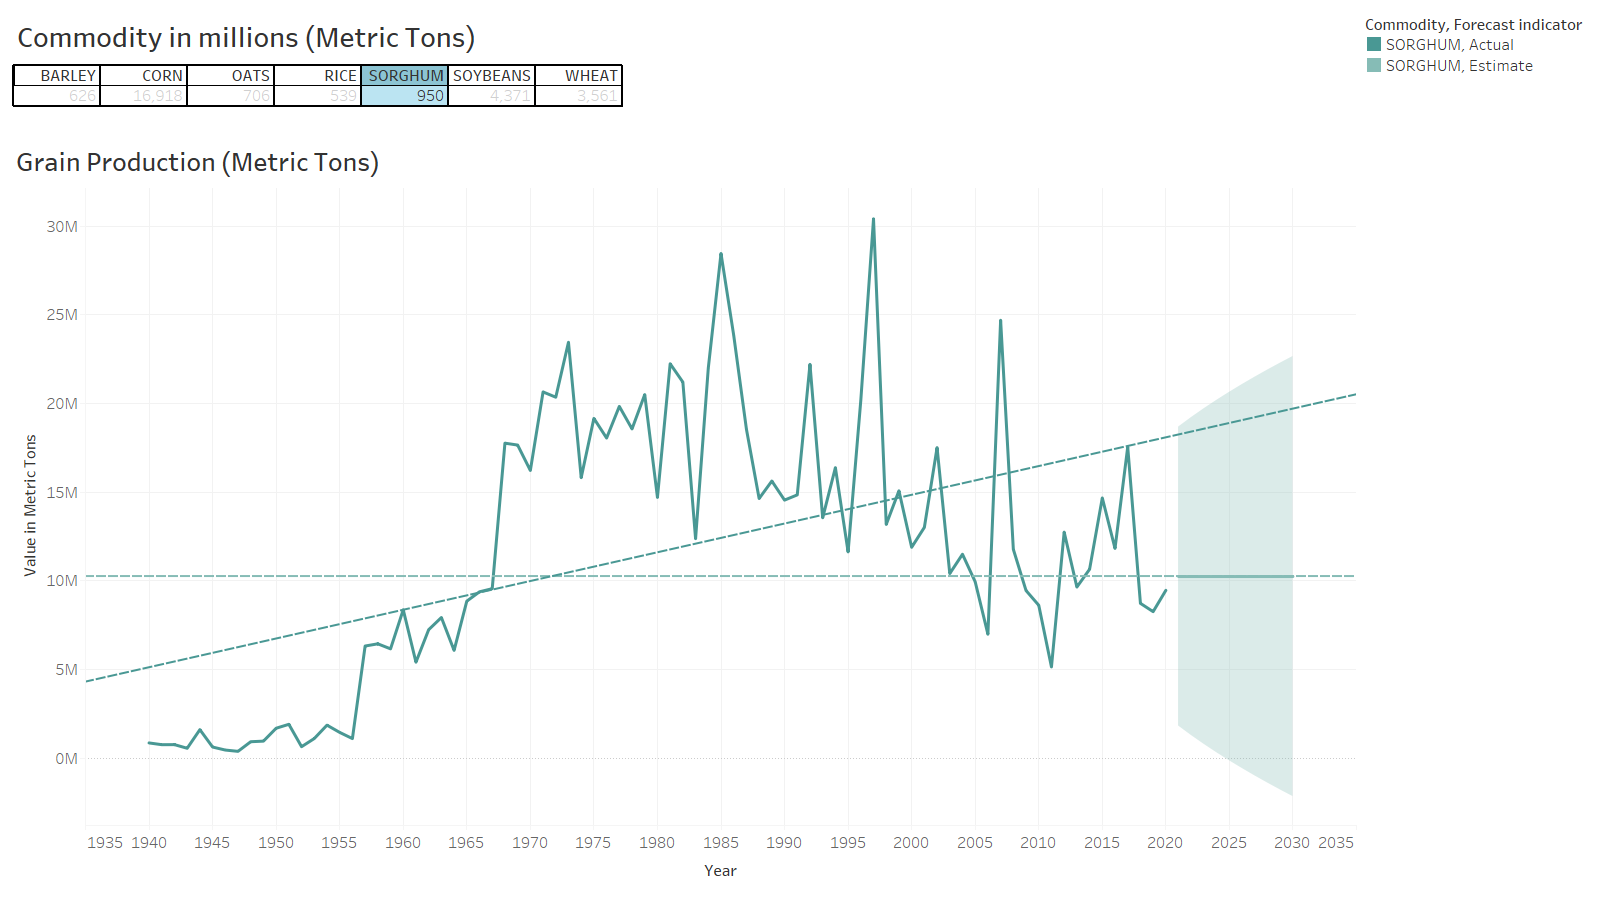 Commodity in millions (Metric Tons)
Commodity, Forecast indicator
SORGHUM, Actual
SORGHUM, Estimate
BARLEY CORN OATS RICE SORGHUM SOYBEANS WHEAT
626 16,918 706 539 950 4,371 3,561
Grain Production (Metric Tons)
30M
25M
20M
15M
10M
5M
0M
Value in Metric Tons
1935 1940 1945 1950 1955 1960 1965 1970 1975 1980 1985 1990 1995 2000 2005 2010 2015 2020 2025 2030 2035
Year